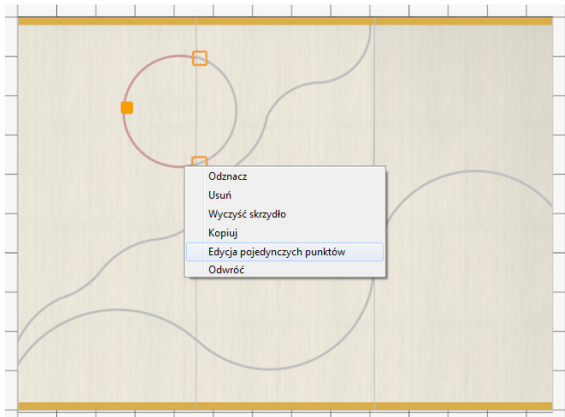 Odznacz
Usuń
Wyczyść skrzydło
Kopiuj
Edycja pojedynczych punktów
Odwróć